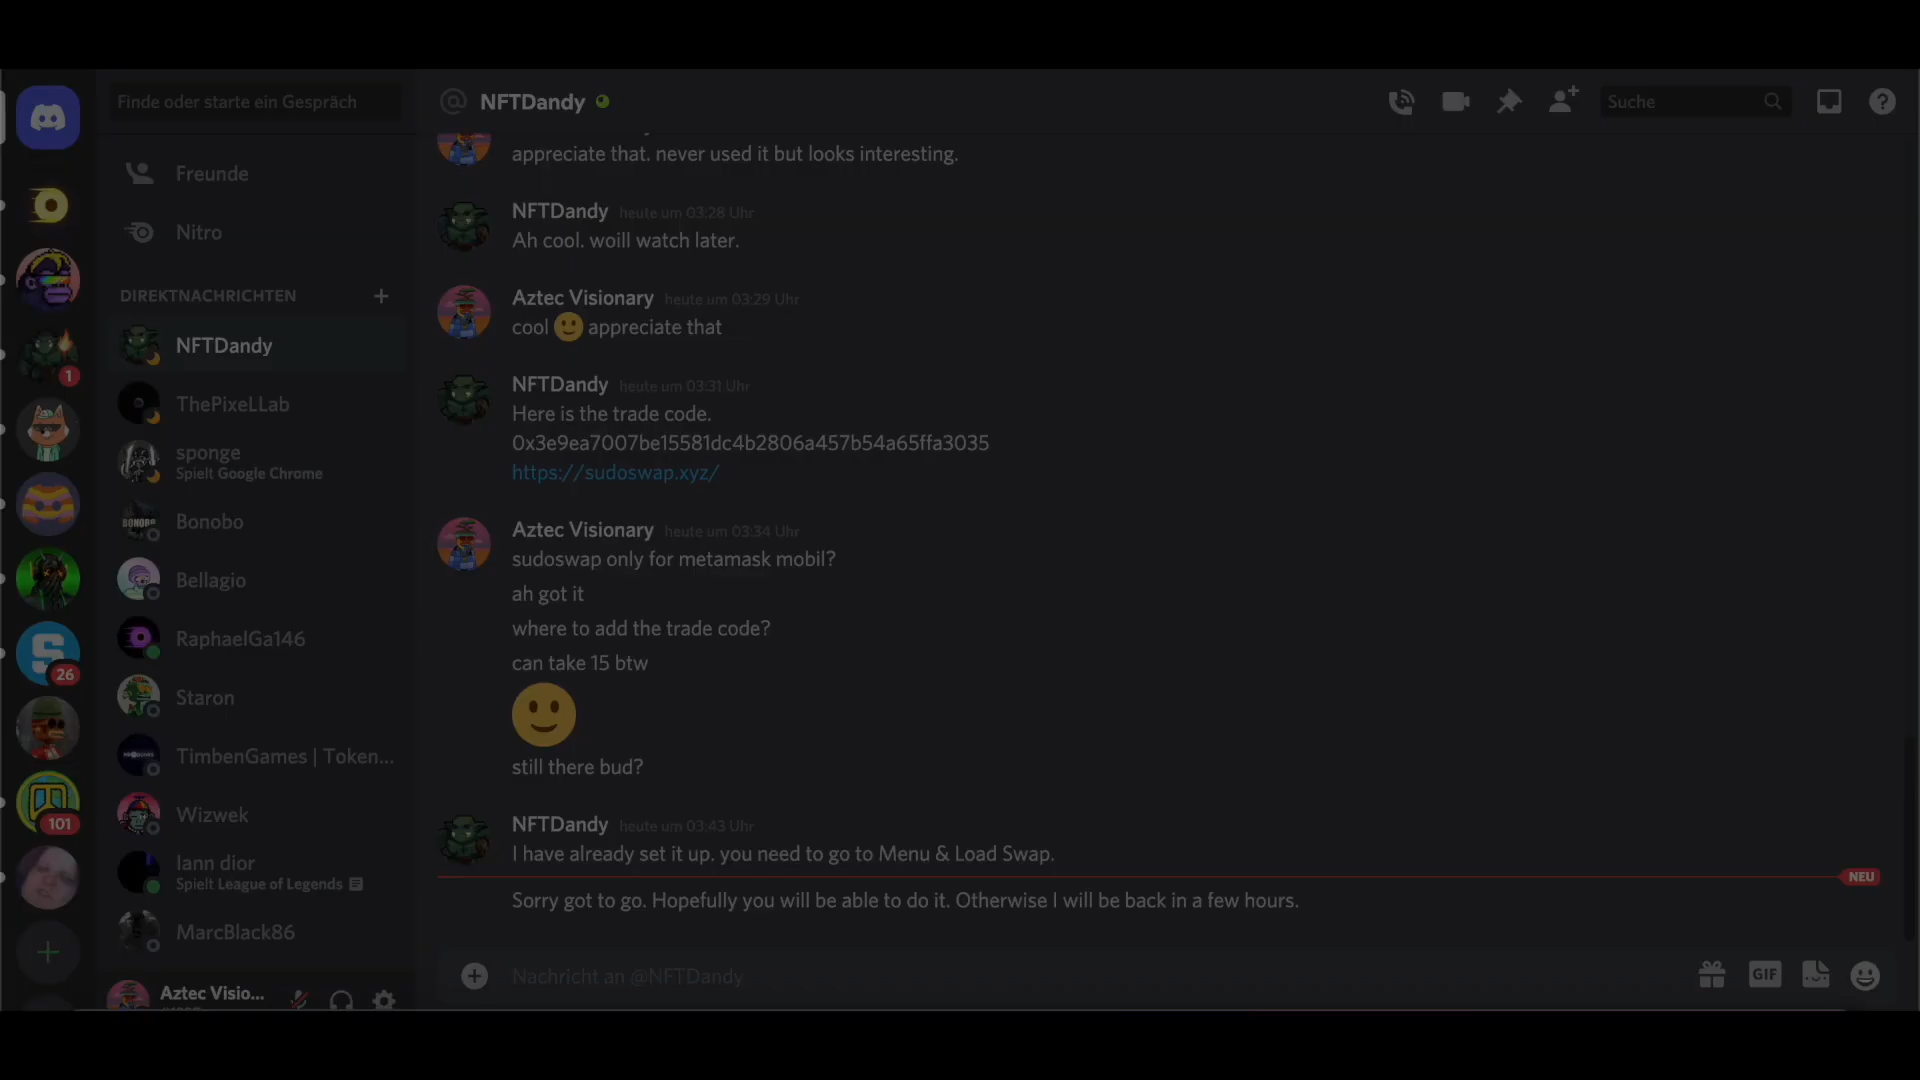 Finde oder starte ein Gespräch
Freunde
Nitro
DIREKTNACHRICHTEN
NFTDandy
ThePixeLLab
sponge
Spielt Google Chrome
Bonobo
Bellagio
RaphaelGa146
Staron
TimbenGames | Token...
Wizwek
Iann dior
Spielt League of Legends
MarcBlack86
Aztec Visio...
1
26
101
NFTDandy
Suche
appreciate that. never used it but looks interesting.
NFTDandy heute um 03:28 Uhr
Ah cool. woill watch later.
Aztec Visionary heute um 03:29 Uhr
cool 🙂 appreciate that
NFTDandy heute um 03:31 Uhr
Here is the trade code.
0x3e9ea7007be15581dc4b2806a457b54a65ffa3035
https://sudoswap.xyz/
Aztec Visionary heute um 03:34 Uhr
sudoswap only for metamask mobil?
ah got it
where to add the trade code?
can take 15 btw
still there bud?
NFTDandy heute um 03:43 Uhr
I have already set it up. you need to go to Menu & Load Swap.
NEU
Sorry got to go. Hopefully you will be able to do it. Otherwise I will be back in a few hours.
Nachricht an @NFTDandy
GIF